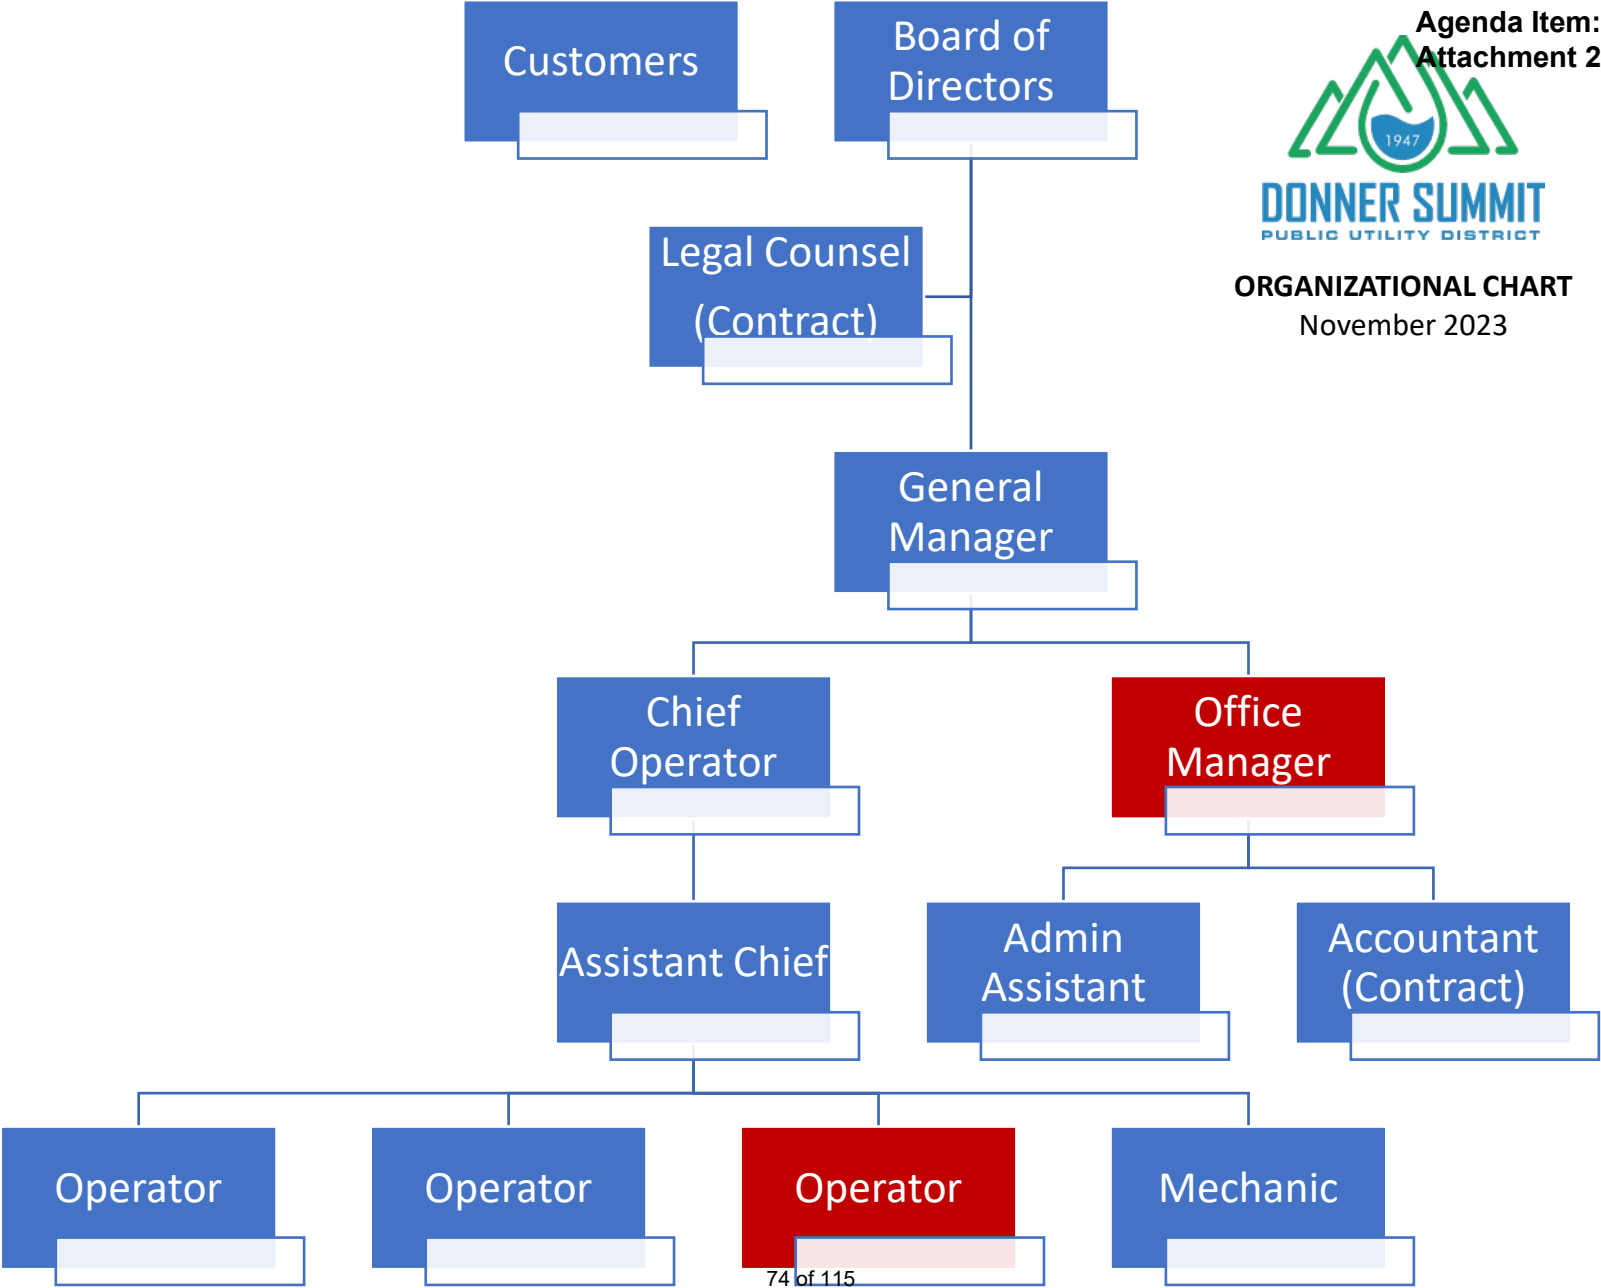 Agenda Item:
Attachment 2
Customers
Board of
Directors
1947
DONNER SUMMIT
PUBLIC UTILITY DISTRICT
ORGANIZATIONAL CHART
November 2023
Legal Counsel
(Contract)
General
Manager
Chief
Operator
Office
Manager
Assistant Chief
Admin
Assistant
Accountant
(Contract)
Operator
Operator
Operator
Mechanic
74 of 115